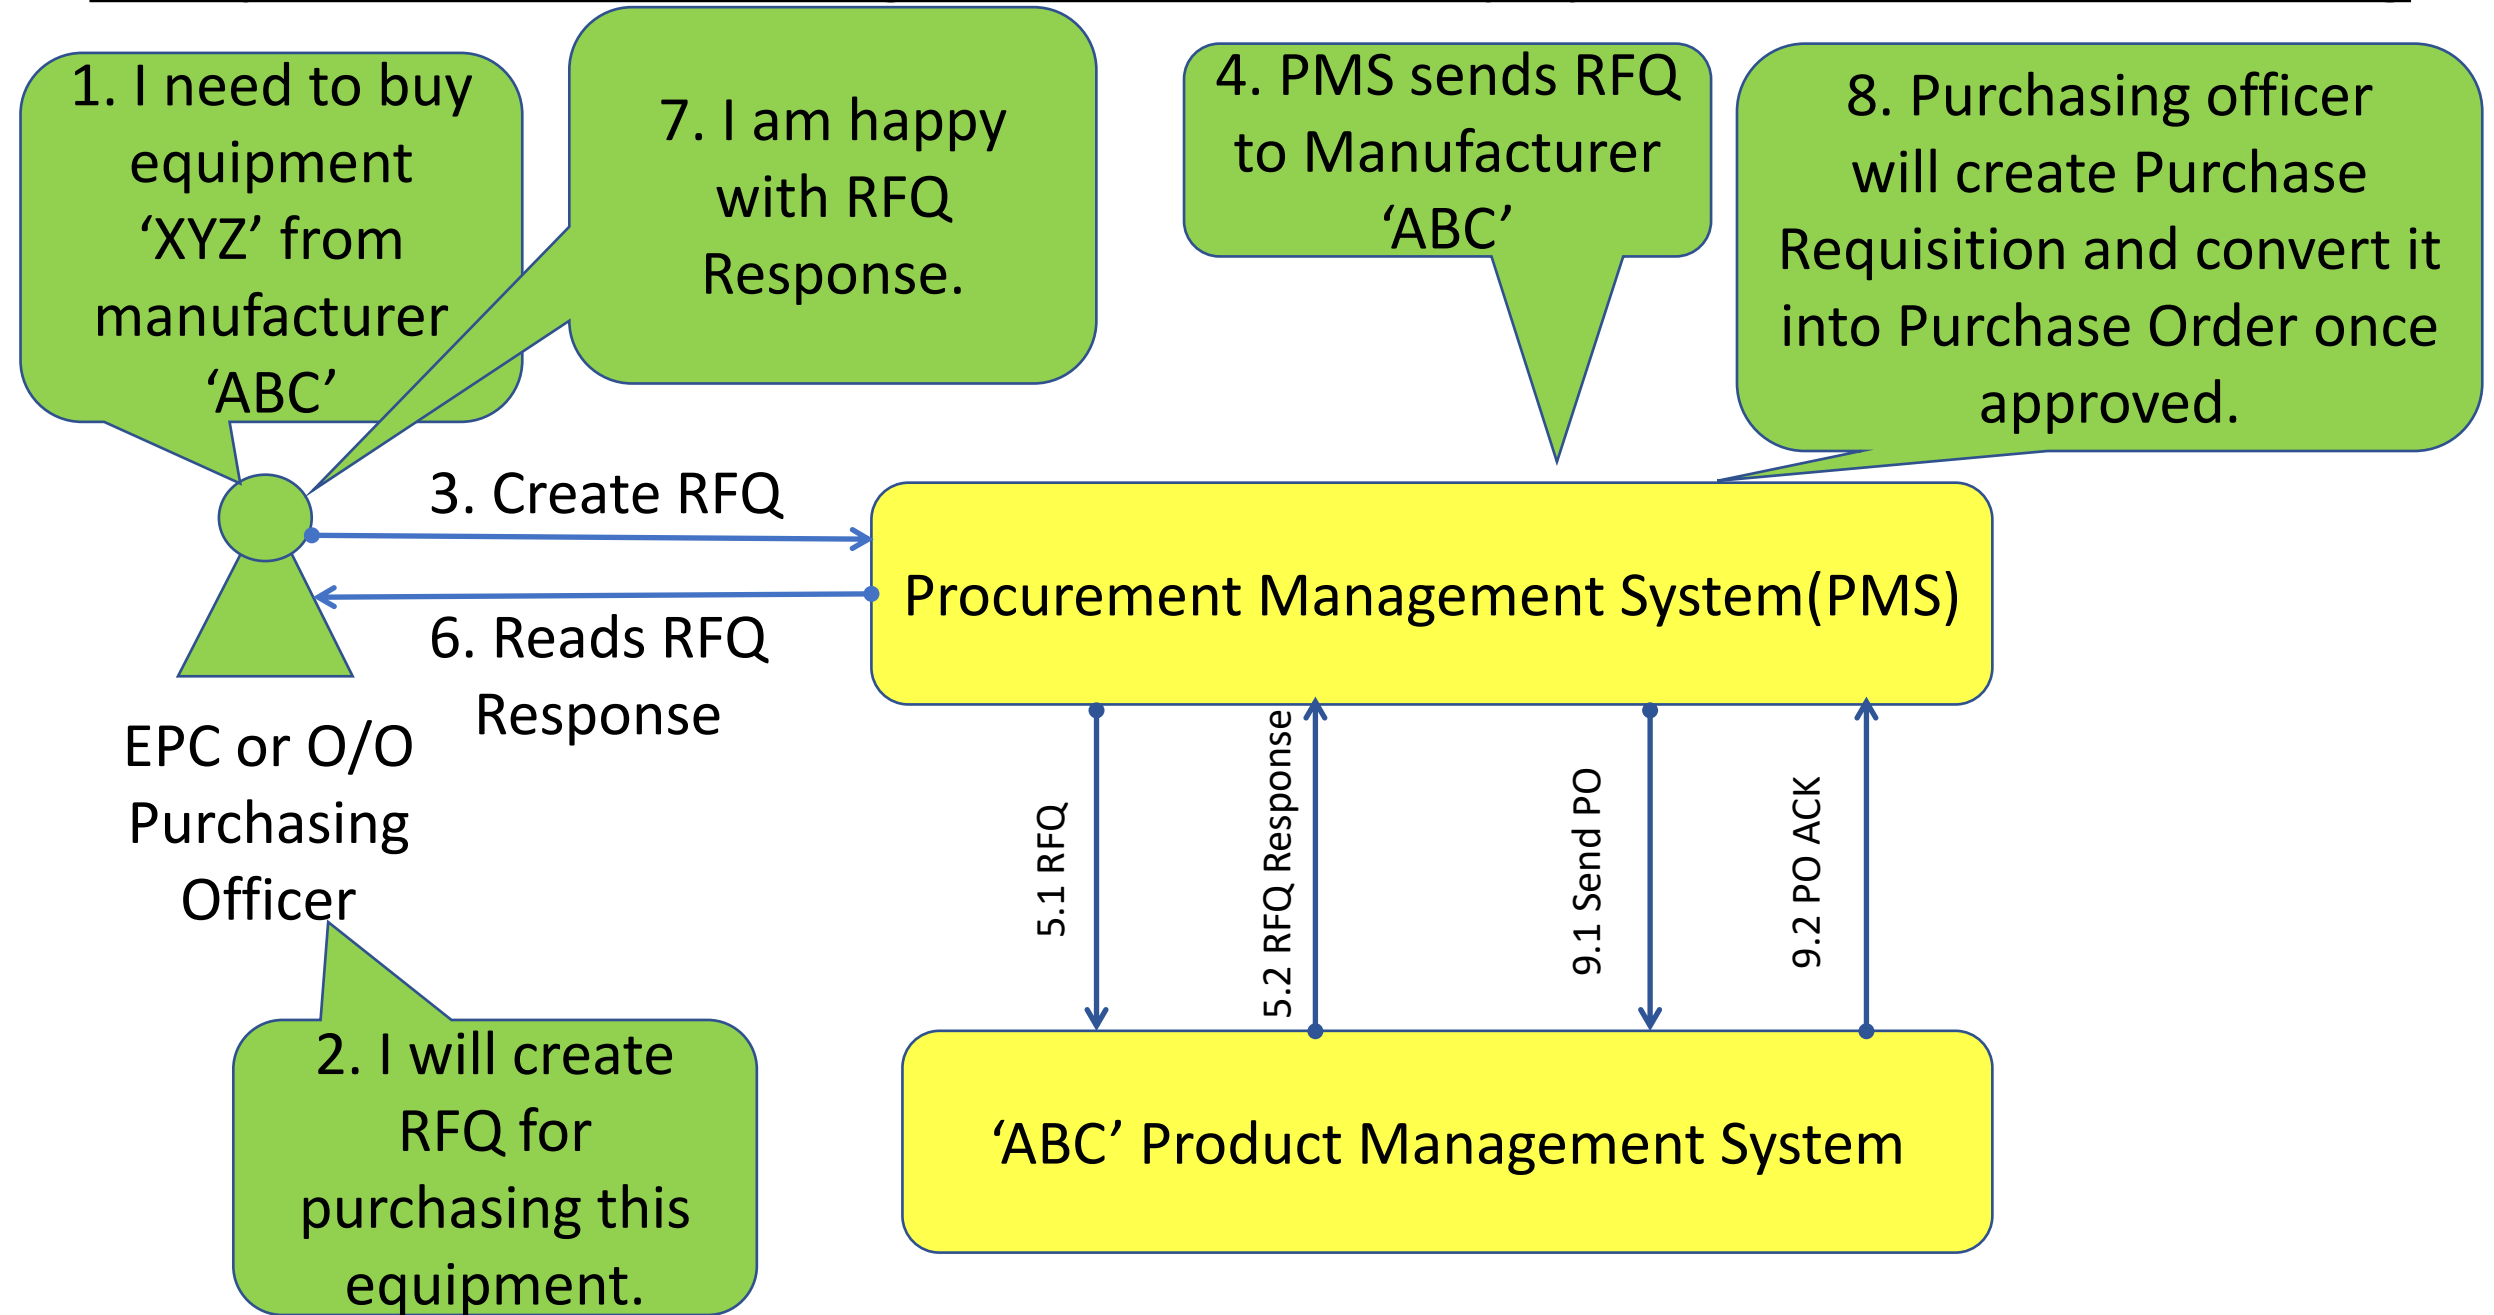 1. I need to buy
equipment
‘XYZ’ from
manufacturer
‘ABC’
7. I am happy
with RFQ
Response.
4. PMS sends RFQ
to Manufacturer
‘ABC’
8. Purchasing officer
will create Purchase
Requisition and convert it
into Purchase Order once
approved.
3. Create RFQ
Procurement Management System(PMS)
6. Reads RFQ
Response
EPC or O/O
Purchasing
Officer
5.1 RFQ
5.2 RFQ Response
9.1 Send PO
9.2 PO ACK
2. I will create
RFQ for
purchasing this
equipment.
‘ABC’ Product Management System